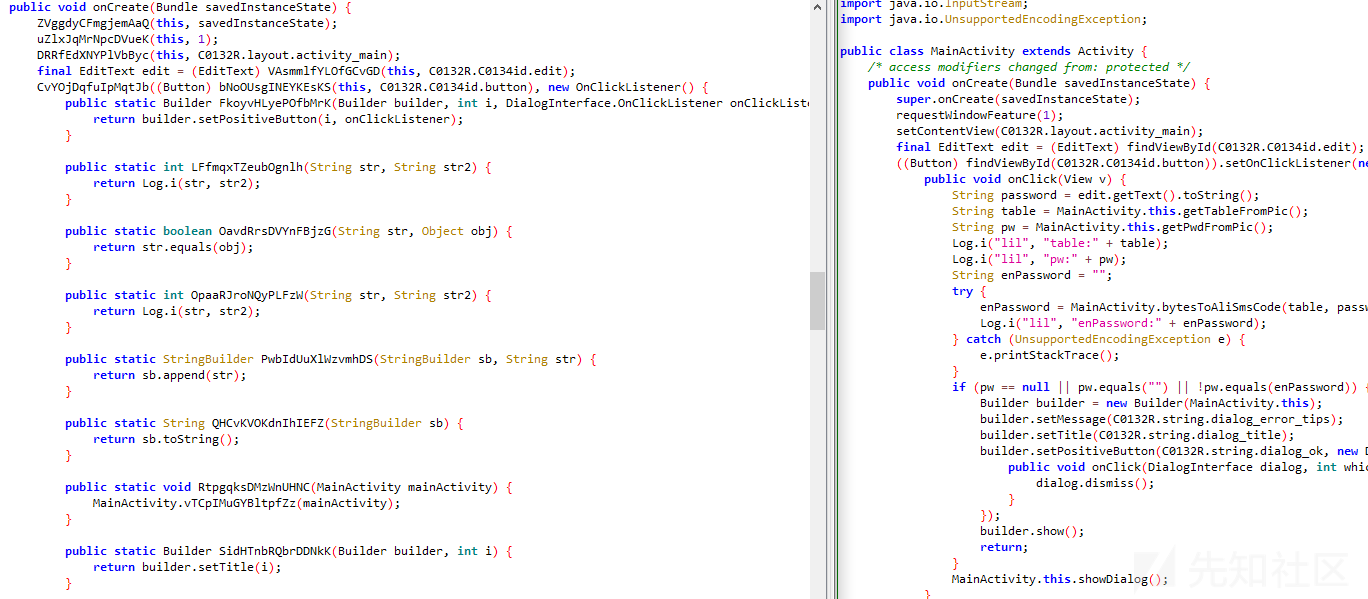 public void onCreate(Bundle savedInstanceState) {
ZVggdyCFmgjemAaQ(this, savedInstanceState);
uZlxJqMrNpcDVueK(this, 1);
DRRfEdXNYPlVbByc(this, C0132R.layout.activity_main);
final EditText edit = (EditText) VAsmmlfYLOfGCvGD(this, C0132R.C0134id.edit);
CvYOjDqfuIpMqtJb((Button) bNoOUsgINEYKEsKS(this, C0132R.C0134id.button), new OnClickListener() {
public static Builder FkoyvHLyePOfbMrK(Builder builder, int i, DialogInterface.OnClickListener onClickListe
return builder.setPositiveButton(i, onClickListener);
}
public static int LFfmqxTZeubOgnlh(String str, String str2) {
return Log.i(str, str2);
}
public static boolean OavdRrsDVYnFBjzG(String str, Object obj) {
return str.equals(obj);
}
public static int OpaaRJroNQyPLFzW(String str, String str2) {
return Log.i(str, str2);
}
public static StringBuilder PwbIdUuXlWzvmhDS(StringBuilder sb, String str) {
return sb.append(str);
}
public static String QHCvKVOKdnIhIEFZ(StringBuilder sb) {
return sb.toString();
}
public static void RtpgqksDMzWnUHNC(MainActivity mainActivity) {
MainActivity.vTCpIMuGYBltpfZz(mainActivity);
}
public static Builder SidHTnbRQbrDDNkK(Builder builder, int i) {
return builder.setTitle(i);
}
import java.io.InputStream;
import java.io.UnsupportedEncodingException;
public class MainActivity extends Activity {
/* access modifiers changed from: protected */
public void onCreate(Bundle savedInstanceState) {
super.onCreate(savedInstanceState);
requestWindowFeature(1);
setContentView(C0132R.layout.activity_main);
final EditText edit = (EditText) findViewById(C0132R.C0134id.edit);
((Button) findViewById(C0132R.C0134id.button)).setOnClickListener(ne
public void onClick(View v) {
String password = edit.getText().toString();
String table = MainActivity.this.getTableFromPic();
String pw = MainActivity.this.getPwdFromPic();
Log.i("lil", "table:" + table);
Log.i("lil", "pw:" + pw);
String enPassword = "";
try {
enPassword = MainActivity.bytesToAliSmsCode(table, passw
Log.i("lil", "enPassword:" + enPassword);
} catch (UnsupportedEncodingException e) {
e.printStackTrace();
}
if (pw == null || pw.equals("") || !pw.equals(enPassword)) {
Builder builder = new Builder(MainActivity.this);
builder.setMessage(C0132R.string.dialog_error_tips);
builder.setTitle(C0132R.string.dialog_title);
builder.setPositiveButton(C0132R.string.dialog_ok, new D
public void onClick(DialogInterface dialog, int whic
dialog.dismiss();
}
});
builder.show();
return;
}
MainActivity.this.showDialog();
}
先知社区